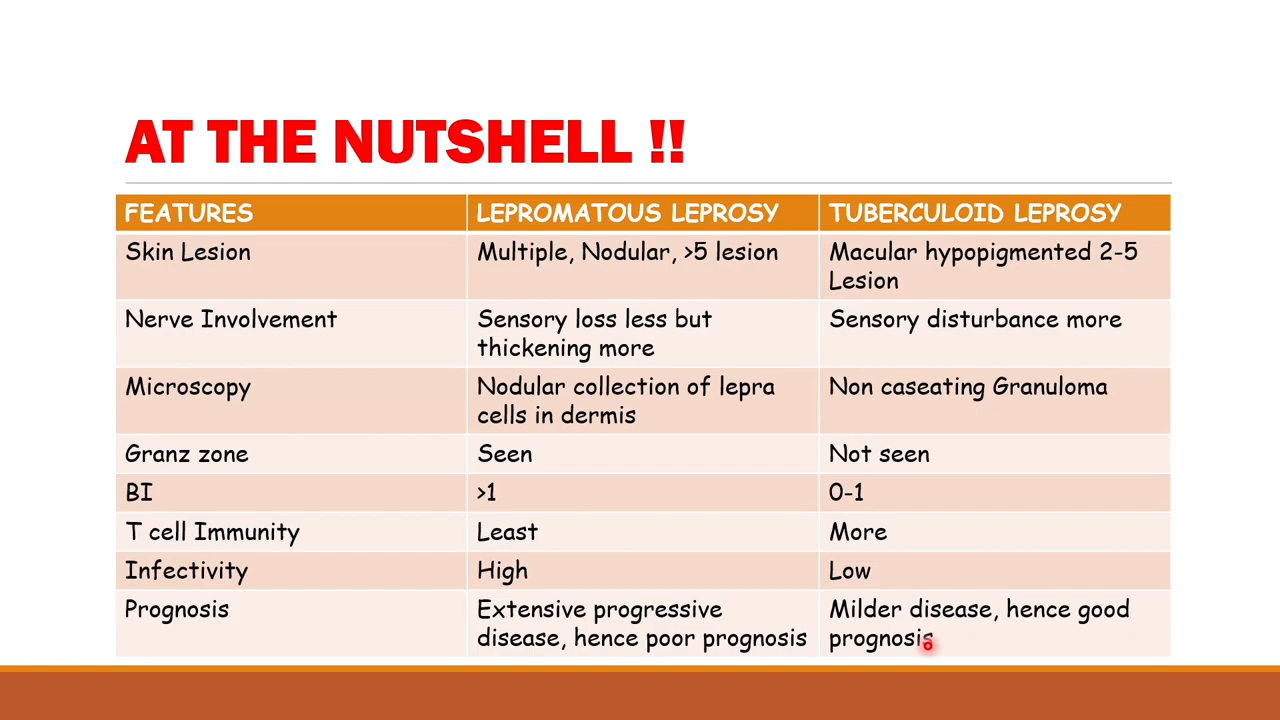 AT THE NUTSHELL !!
FEATURES LEPROMATOUS LEPROSY TUBERCULOID LEPROSY
Skin Lesion Multiple, Nodular, >5 lesion Macular hypopigmented 2-5
Lesion
Nerve Involvement Sensory loss less but Sensory disturbance more
thickening more
Microscopy Nodular collection of lepra Non caseating Granuloma
cells in dermis
Granz zone Seen Not seen
BI >1 0-1
T cell Immunity Least More
Infectivity High Low
Prognosis Extensive progressive Milder disease, hence good
disease, hence poor prognosis prognosis